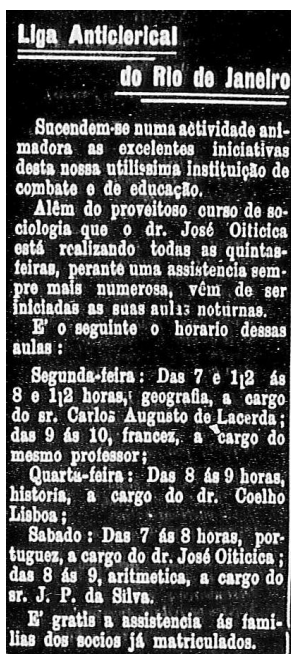 Liga Anticlerical
do Rio de Janeiro
Sucendem-se numa actividade ani-
madora as excelentes iniciativas
desta nossa utilissima instituição de
combate e de educação.
Além do proveitoso curso de so-
ciologia que o dr. José Oiticica
está realizando todas as quintas-
feiras, perante uma assistencia sem-
pre mais numerosa, vêm de ser
iniciadas as suas aulas noturnas.
E' o seguinte o horario dessas
aulas:
Segunda-feira: Das 7 e 1|2 ás
8 e 1|2 horas, geografia, a cargo
do sr. Carlos Augusto de Lacerda;
das 9 ás 10, francez, a cargo do
mesmo professor;
Quarta-feira: Das 8 ás 9 horas,
historia, a cargo do dr. Coelho
Lisboa;
Sabado: Das 7 ás 8 horas, por-
tuguez, a cargo do dr. José Oiticica;
das 8 ás 9, aritmetica, a cargo do
sr. J. P. da Silva.
E' gratis a assistencia ás fami-
lias dos socios já matriculados.